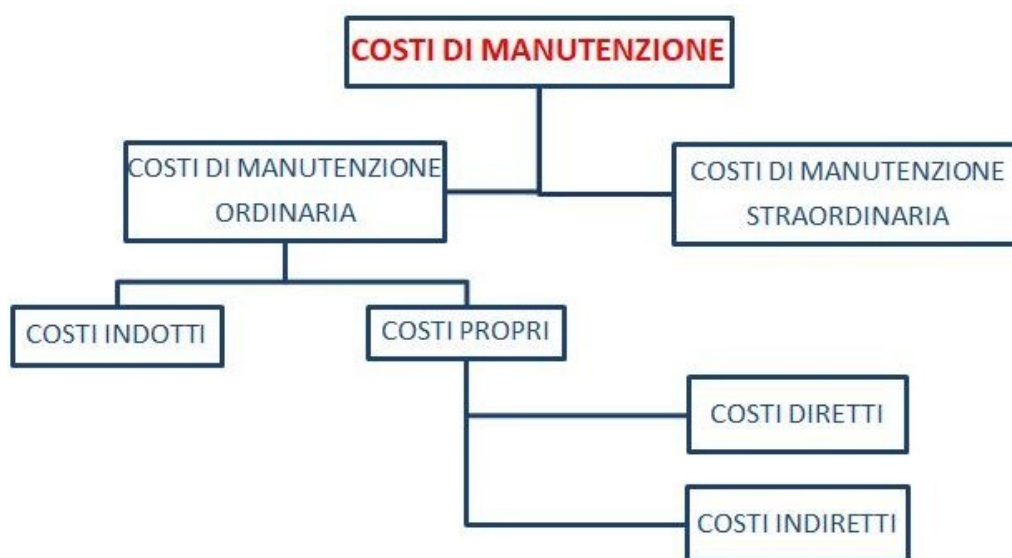 COSTI DI MANUTENZIONE
COSTI DI MANUTENZIONE
ORDINARIA
COSTI DI MANUTENZIONE
STRAORDINARIA
COSTI INDOTTI
COSTI PROPRI
COSTI DIRETTI
COSTI INDIRETTI